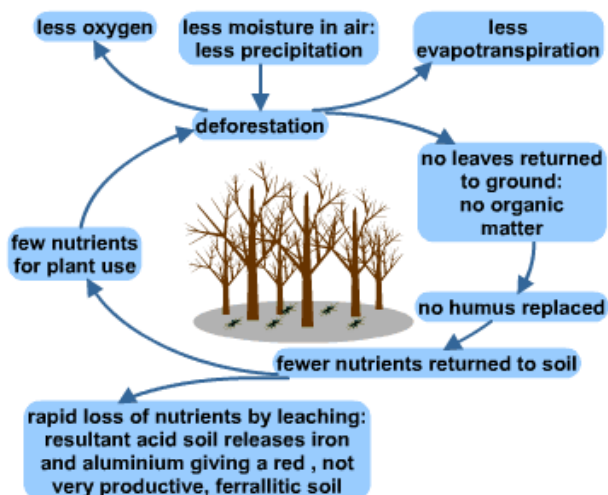 less oxygen
less moisture in air:
less precipitation
less
evapotranspiration
deforestation
no leaves returned
to ground:
no organic
matter
few nutrients
for plant use
no humus replaced
fewer nutrients returned to soil
rapid loss of nutrients by leaching:
resultant acid soil releases iron
and aluminium giving a red , not
very productive, ferrallitic soil